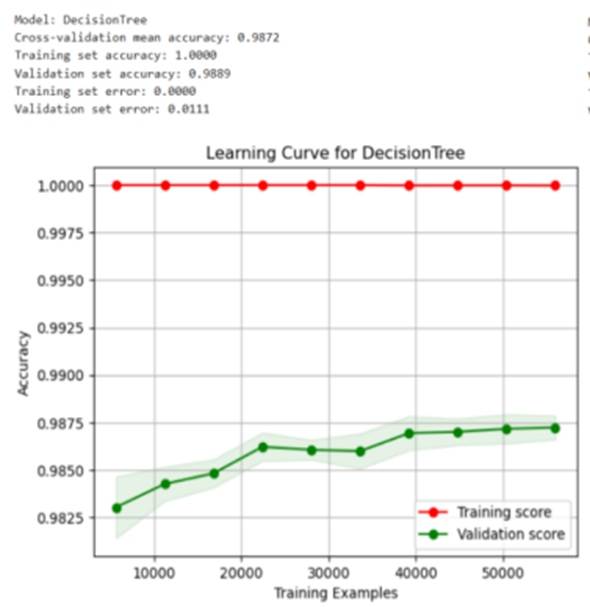 Model: DecisionTree
Cross-validation mean accuracy: 0.9872
Training set accuracy: 1.0000
Validation set accuracy: 0.9889
Training set error: 0.0000
Validation set error: 0.0111
Learning Curve for DecisionTree
1.0000
0.9975
0.9950
0.9925
0.9900
0.9875
0.9850
0.9825
Accuracy
Training score
Validation score
10000 20000 30000 40000 50000
Training Examples